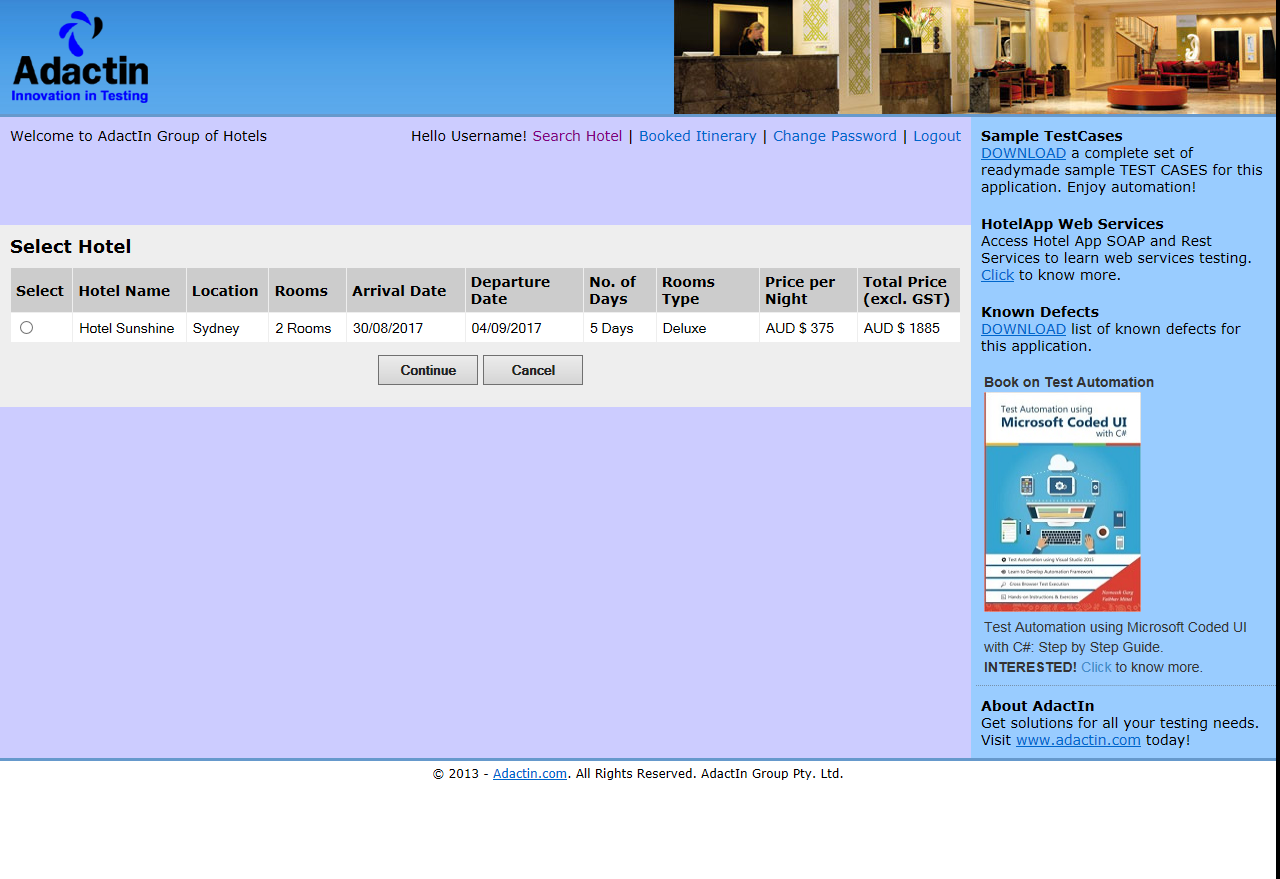 Adactin
Innovation in Testing
Welcome to AdactIn Group of Hotels
Hello Username! Search Hotel | Booked Itinerary | Change Password | Logout
Select Hotel
Select Hotel Name Location Rooms Arrival Date Departure Date No. of Days Rooms Type Price per Night Total Price (excl. GST)
Hotel Sunshine Sydney 2 Rooms 30/08/2017 04/09/2017 5 Days Deluxe AUD $ 375 AUD $ 1885
Continue Cancel
Sample TestCases
DOWNLOAD a complete set of
readymade sample TEST CASES for this
application. Enjoy automation!
HotelApp Web Services
Access Hotel App SOAP and Rest
Services to learn web services testing.
Click to know more.
Known Defects
DOWNLOAD list of known defects for
this application.
Book on Test Automation
Test Automation using
Microsoft Coded UI
with C#
Test Automation using Visual Studio 2015
Learn to Develop Automation Framework
Cross Browser Test Execution
Hands-on Instructions & Exercises
Navneesh Garg
Test Automation using Microsoft Coded UI
with C#: Step by Step Guide.
INTERESTED! Click to know more.
About AdactIn
Get solutions for all your testing needs.
Visit www.adactin.com today!
© 2013 - Adactin.com. All Rights Reserved. AdactIn Group Pty. Ltd.